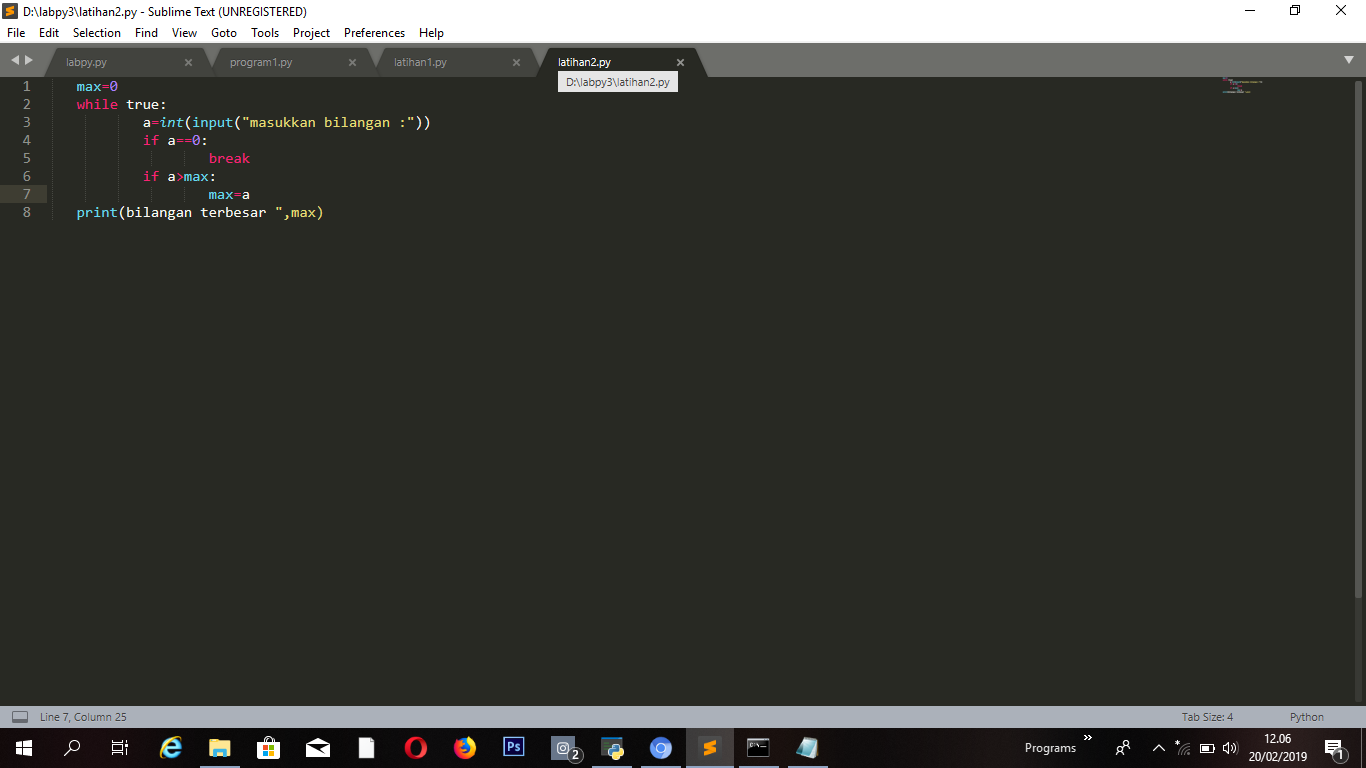 D:\labpy3\latihan2.py - Sublime Text (UNREGISTERED)
File Edit Selection Find View Goto Tools Project Preferences Help
labpy.py program1.py latihan1.py latihan2.py
D:\labpy3\latihan2.py
1 max=0
2 while true:
3 a=int(input("masukkan bilangan :"))
4 if a==0:
5 break
6 if a>max:
7 max=a
8 print(bilangan terbesar ",max)
Line 7, Column 25 Tab Size: 4 Python
Ps 2 C:\. Programs 12.06 1
20/02/2019